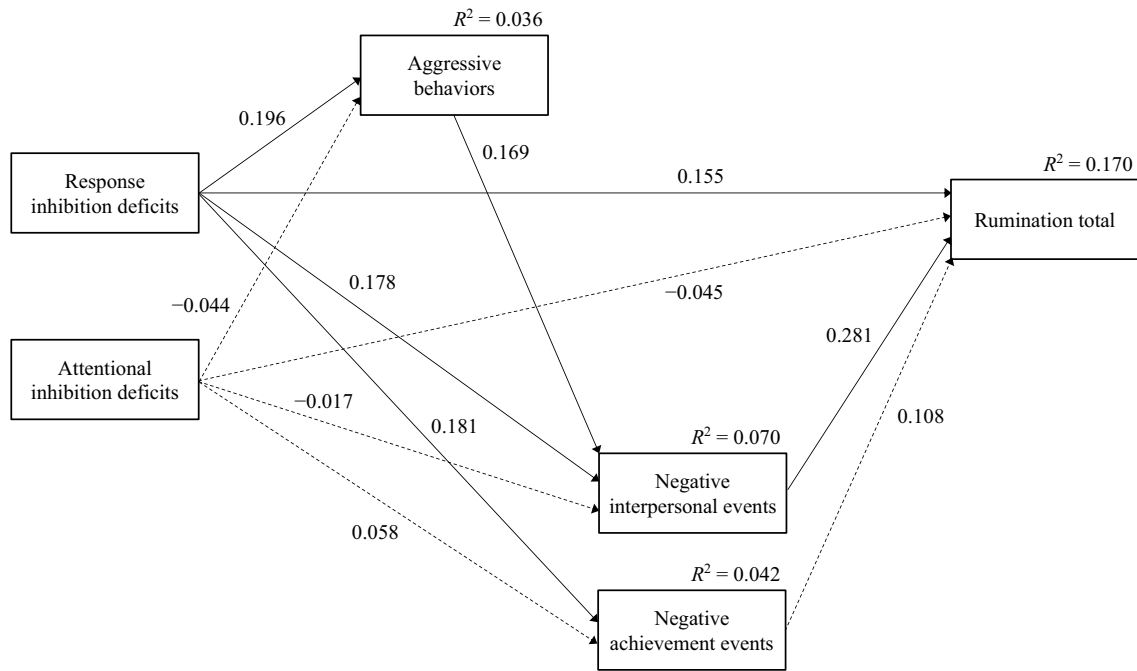 R² = 0.036
Aggressive
behaviors
0.196
0.169
R² = 0.170
Response
inhibition deficits
0.155
Rumination total
0.178
−0.044
−0.045
Attentional
inhibition deficits
0.281
−0.017
0.181
0.108
R² = 0.070
Negative
interpersonal events
0.058
R² = 0.042
Negative
achievement events